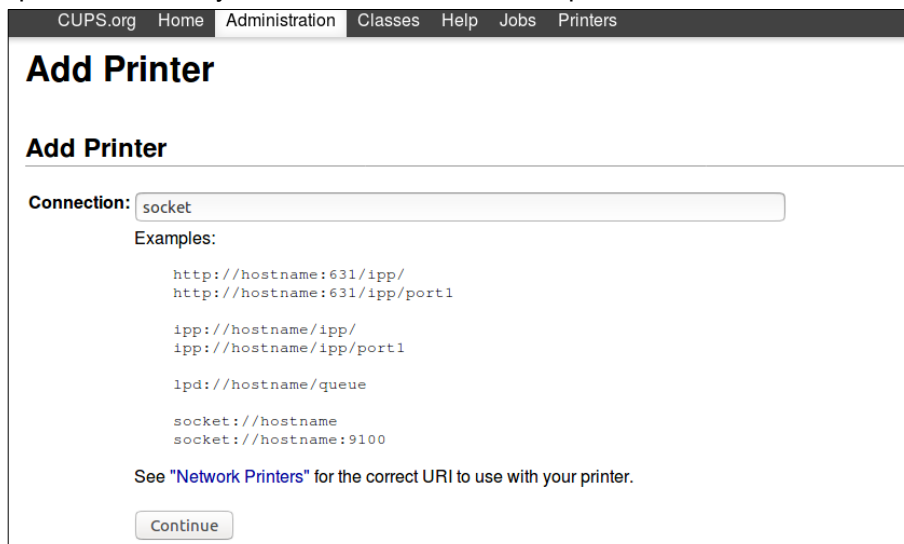 CUPS.org Home Administration Classes Help Jobs Printers
Add Printer
Add Printer
Connection: socket
Examples:
http://hostname:631/ipp/
http://hostname:631/ipp/port1
ipp://hostname/ipp/
ipp://hostname/ipp/port1
lpd://hostname/queue
socket://hostname
socket://hostname:9100
See "Network Printers" for the correct URI to use with your printer.
Continue